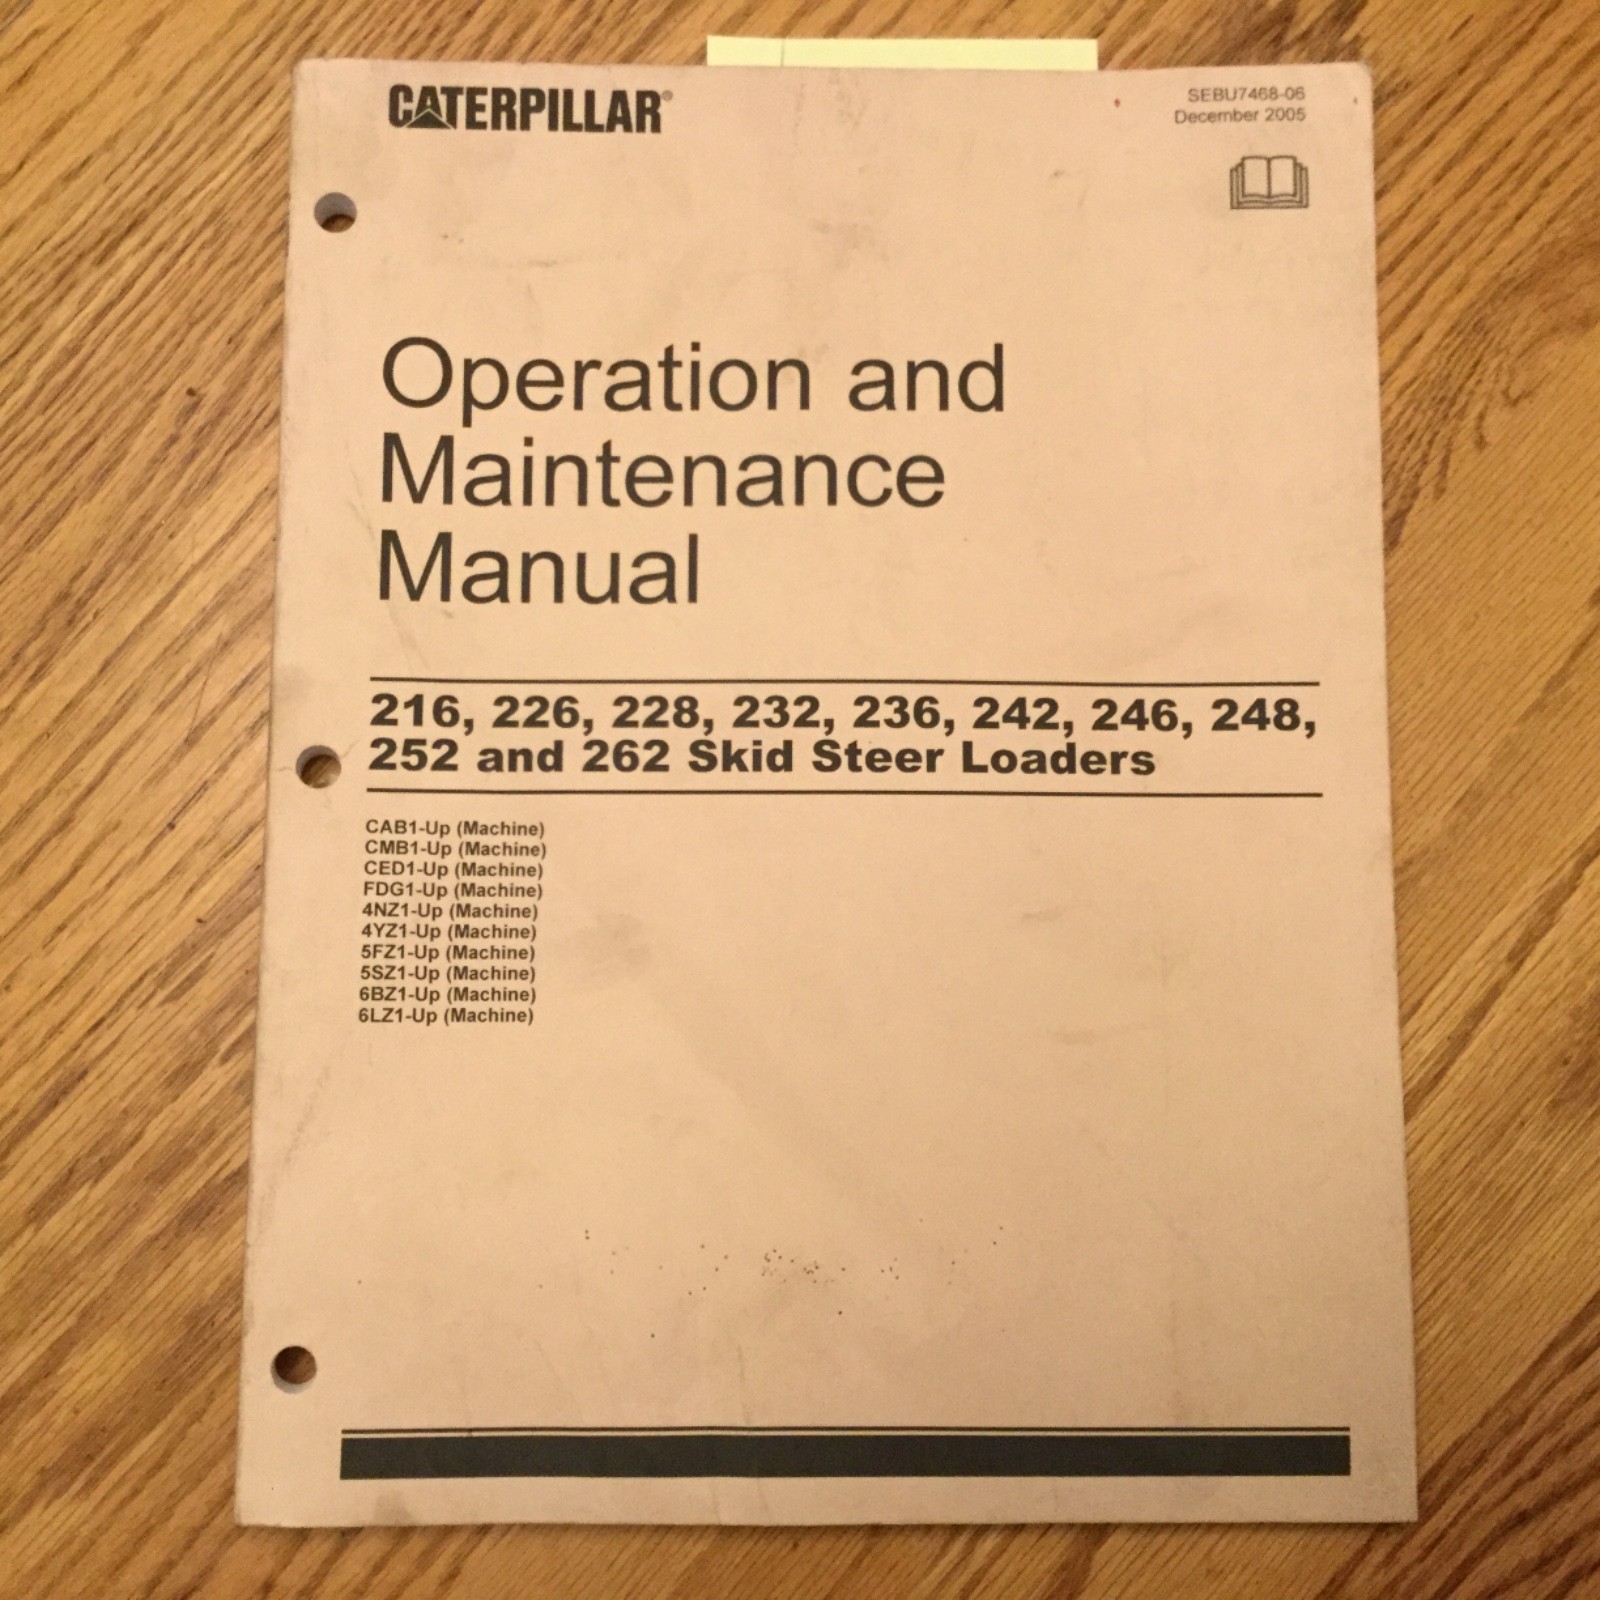 CATERPILLAR®
SEBU7468-06
December 2005
Operation and
Maintenance
Manual
216, 226, 228, 232, 236, 242, 246, 248,
252 and 262 Skid Steer Loaders
CAB1-Up (Machine)
CMB1-Up (Machine)
CED1-Up (Machine)
FDG1-Up (Machine)
4NZ1-Up (Machine)
4YZ1-Up (Machine)
5FZ1-Up (Machine)
5SZ1-Up (Machine)
6BZ1-Up (Machine)
6LZ1-Up (Machine)